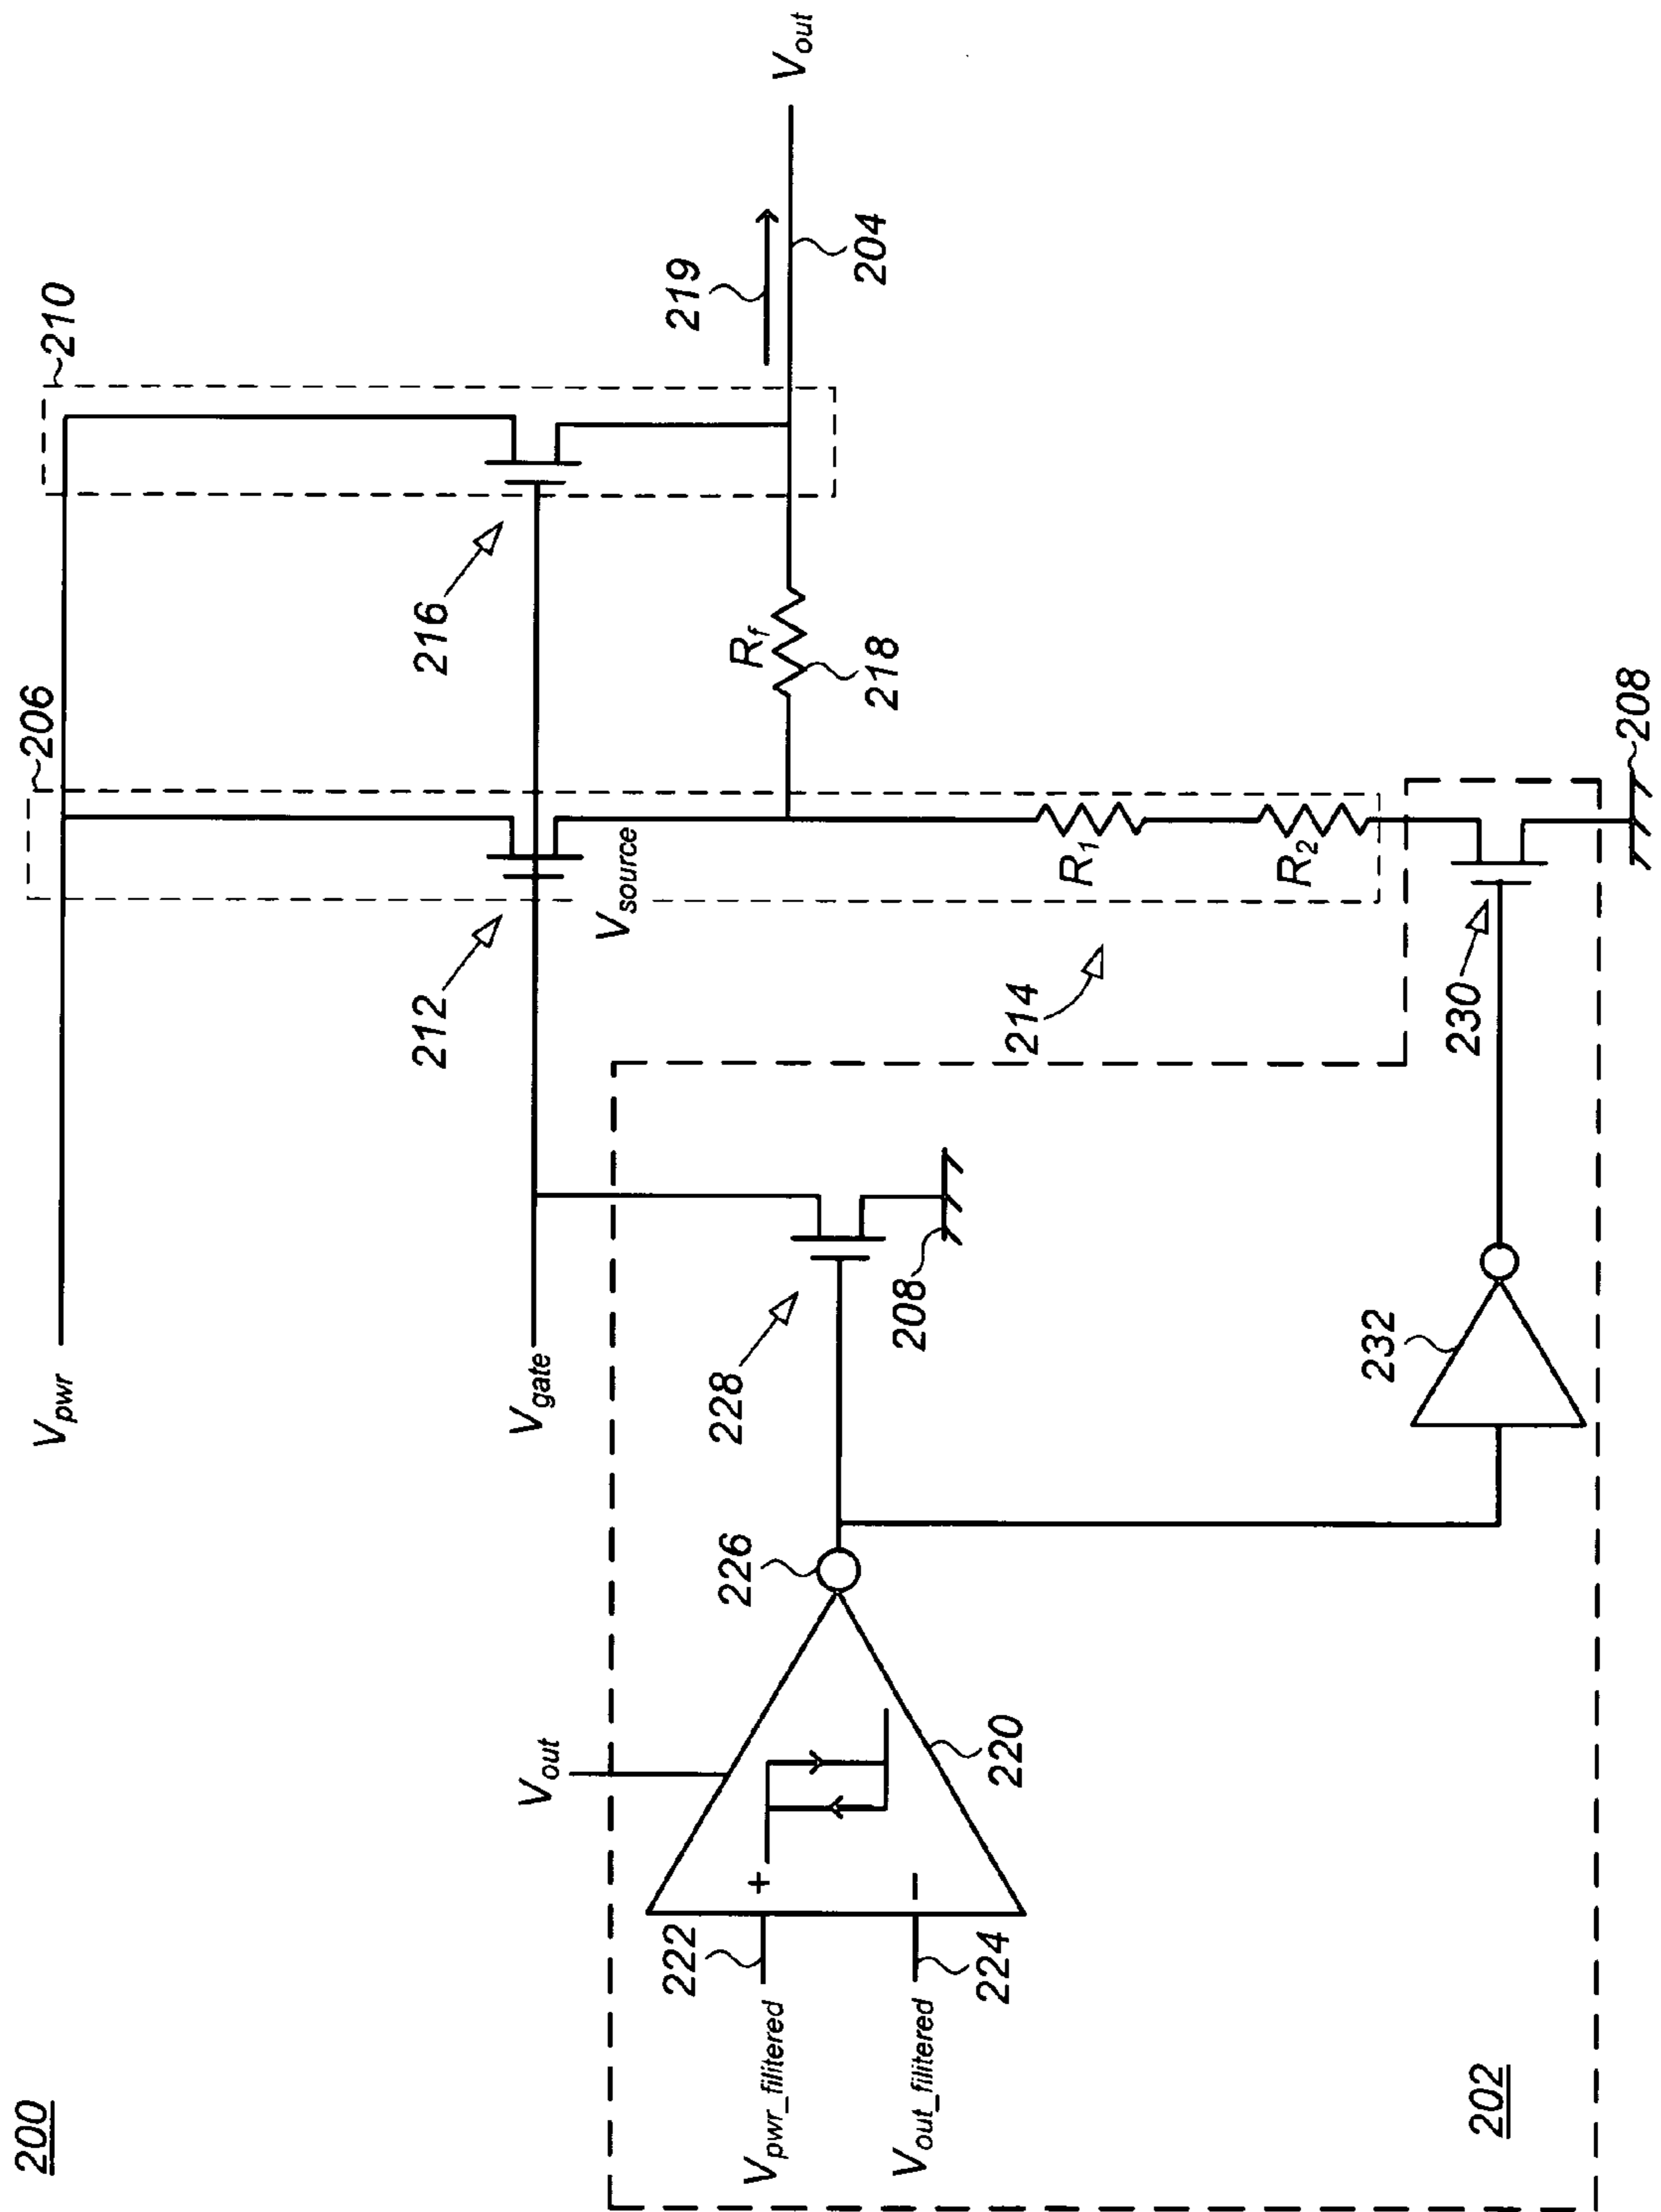 200
V_pwr
206
210
V_gate
212
216
V_source
R_f
218
219
V_out
204
V_out
222
V_pwr_filitered
+
226
228
208
214
R_1
R_2
V_out_filitered
224
−
220
232
230
208
202